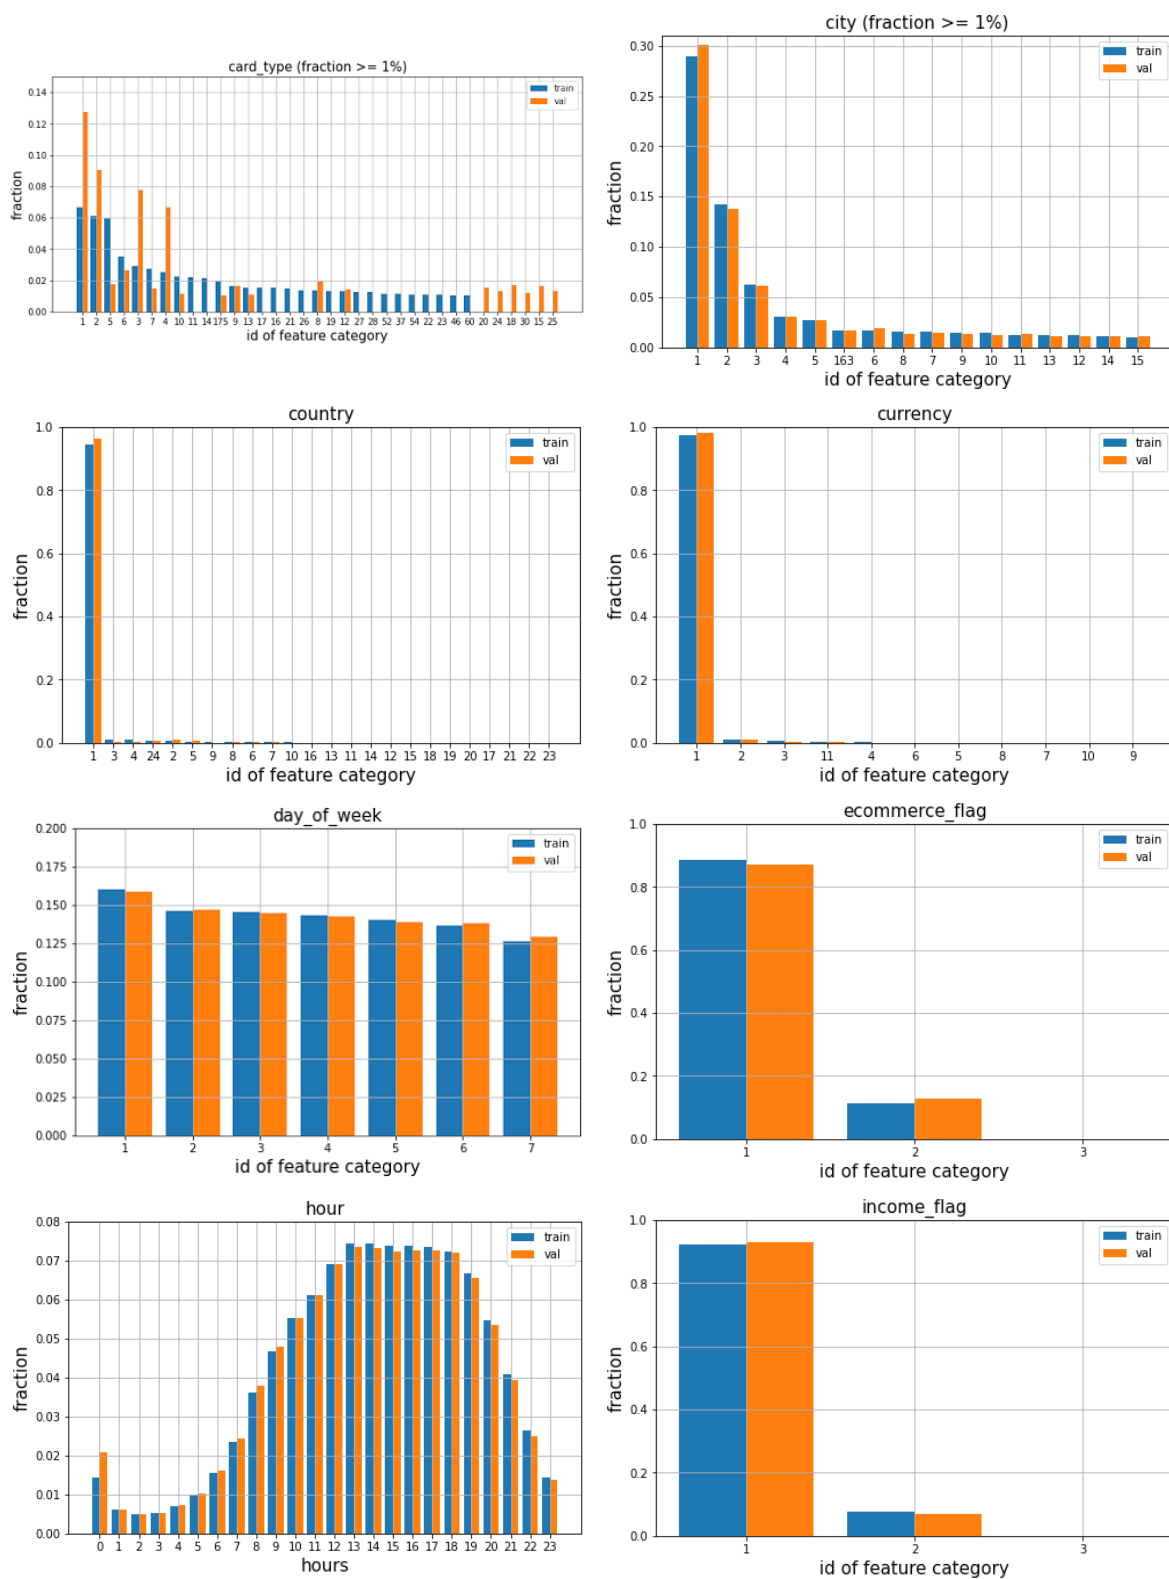 card_type (fraction >= 1%)
train
val
0.14
0.12
0.10
0.08
0.06
0.04
0.02
0.00
fraction
1 2 5 6 3 7 4 10 11 14 175 9 13 17 16 21 26 8 19 12 27 28 52 37 54 22 23 46 60 20 24 18 30 15 25
id of feature category
city (fraction >= 1%)
train
val
0.30
0.25
0.20
0.15
0.10
0.05
0.00
fraction
1 2 3 4 5 163 6 8 7 9 10 11 13 12 14 15
id of feature category
country
train
val
1.0
0.8
0.6
0.4
0.2
0.0
fraction
1 3 4 24 2 5 9 8 6 7 10 16 13 11 14 12 15 18 19 20 17 21 22 23
id of feature category
currency
train
val
1.0
0.8
0.6
0.4
0.2
0.0
fraction
1 2 3 11 4 6 5 8 7 10 9
id of feature category
day_of_week
train
val
0.200
0.175
0.150
0.125
0.100
0.075
0.050
0.025
0.000
fraction
1 2 3 4 5 6 7
id of feature category
ecommerce_flag
train
val
1.0
0.8
0.6
0.4
0.2
0.0
fraction
1 2 3
id of feature category
hour
train
val
0.08
0.07
0.06
0.05
0.04
0.03
0.02
0.01
0.00
fraction
0 1 2 3 4 5 6 7 8 9 10 11 12 13 14 15 16 17 18 19 20 21 22 23
hours
income_flag
train
val
1.0
0.8
0.6
0.4
0.2
0.0
fraction
1 2 3
id of feature category